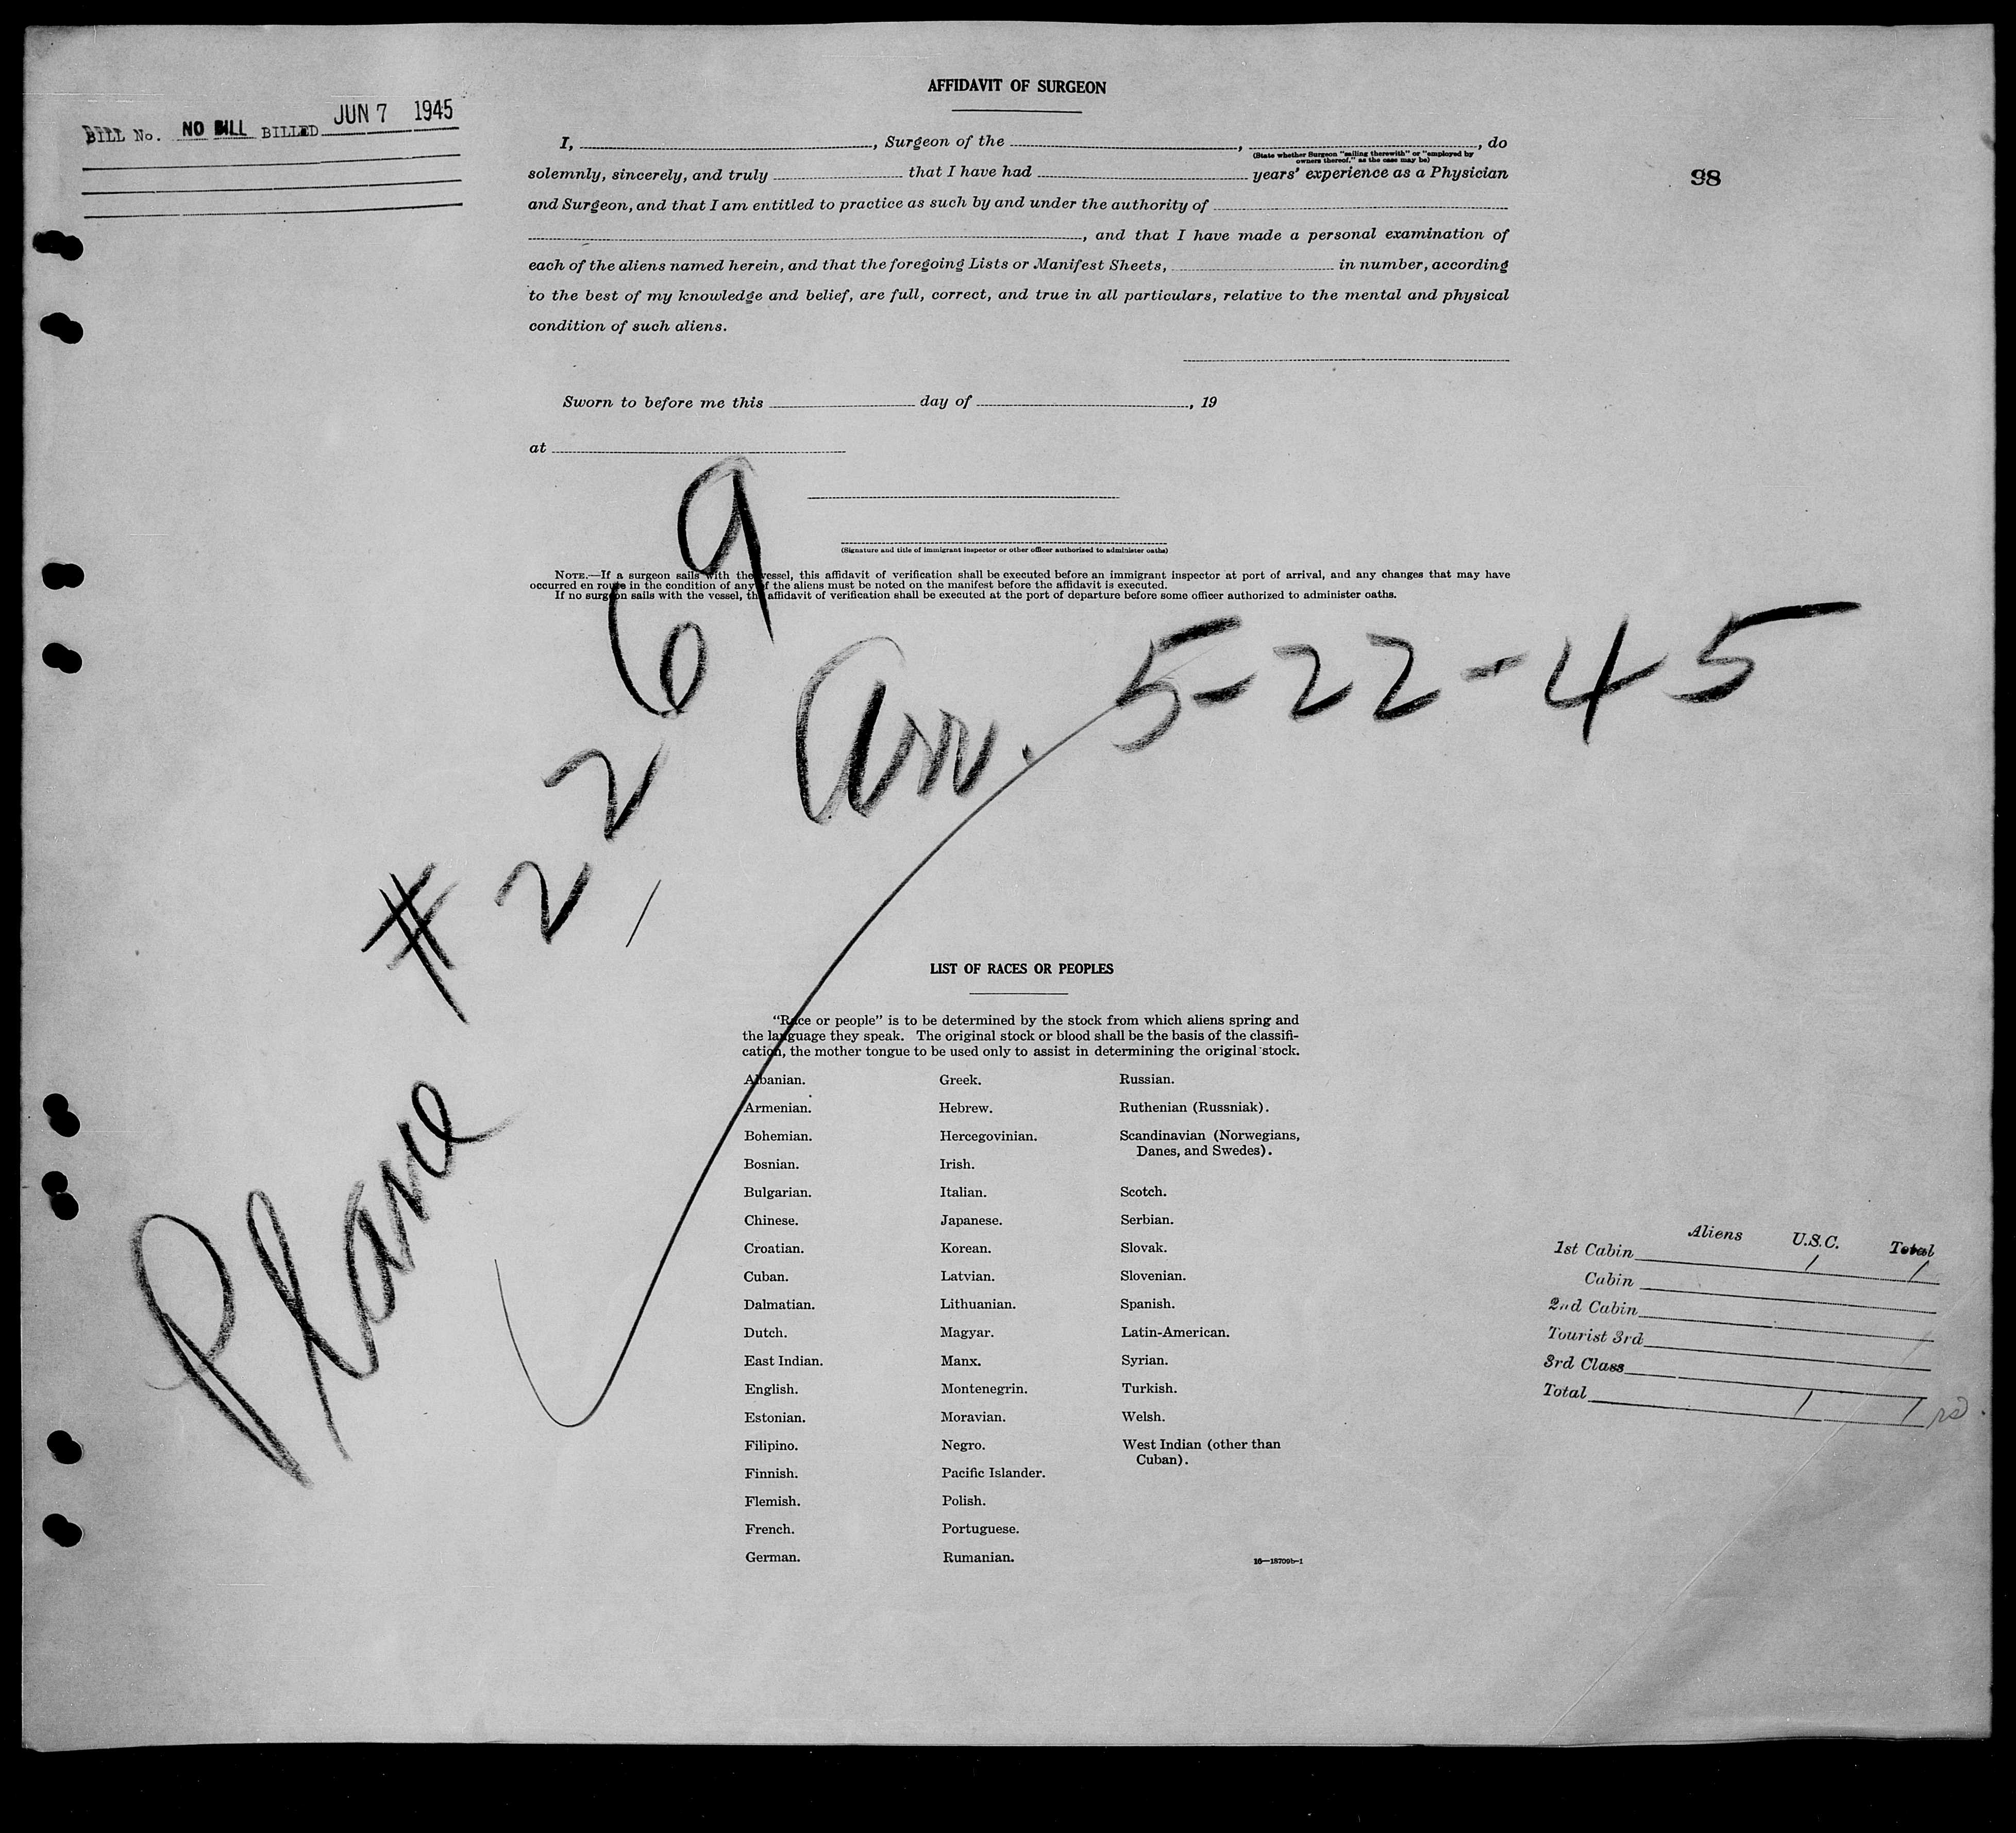 AFFIDAVIT OF SURGEON
BILL No. NO BILL BILLED JUN 7 1945
98
I, , Surgeon of the , , do
(State whether Surgeon "sailing therewith" or "employed by
owners thereof," as the case may be)
solemnly, sincerely, and truly that I have had years' experience as a Physician
and Surgeon, and that I am entitled to practice as such by and under the authority of
, and that I have made a personal examination of
each of the aliens named herein, and that the foregoing Lists or Manifest Sheets, in number, according
to the best of my knowledge and belief, are full, correct, and true in all particulars, relative to the mental and physical
condition of such aliens.
Sworn to before me this day of , 19
at
(Signature and title of immigrant inspector or other officer authorized to administer oaths)
NOTE.—If a surgeon sails with the vessel, this affidavit of verification shall be executed before an immigrant inspector at port of arrival, and any changes that may have
occurred en route in the condition of any of the aliens must be noted on the manifest before the affidavit is executed.
If no surgeon sails with the vessel, the affidavit of verification shall be executed at the port of departure before some officer authorized to administer oaths.
Plane # 2269
Arr. 5-22-45
LIST OF RACES OR PEOPLES
"Race or people" is to be determined by the stock from which aliens spring and
the language they speak. The original stock or blood shall be the basis of the classifi-
cation, the mother tongue to be used only to assist in determining the original stock.
Albanian.
Armenian.
Bohemian.
Bosnian.
Bulgarian.
Chinese.
Croatian.
Cuban.
Dalmatian.
Dutch.
East Indian.
English.
Estonian.
Filipino.
Finnish.
Flemish.
French.
German.
Greek.
Hebrew.
Hercegovinian.
Irish.
Italian.
Japanese.
Korean.
Latvian.
Lithuanian.
Magyar.
Manx.
Montenegrin.
Moravian.
Negro.
Pacific Islander.
Polish.
Portuguese.
Rumanian.
Russian.
Ruthenian (Russniak).
Scandinavian (Norwegians,
Danes, and Swedes).
Scotch.
Serbian.
Slovak.
Slovenian.
Spanish.
Latin-American.
Syrian.
Turkish.
Welsh.
West Indian (other than
Cuban).
16—18709b-1
Aliens U.S.C. Total
1st Cabin 1 1
Cabin
2nd Cabin
Tourist 3rd
3rd Class
Total 1 1